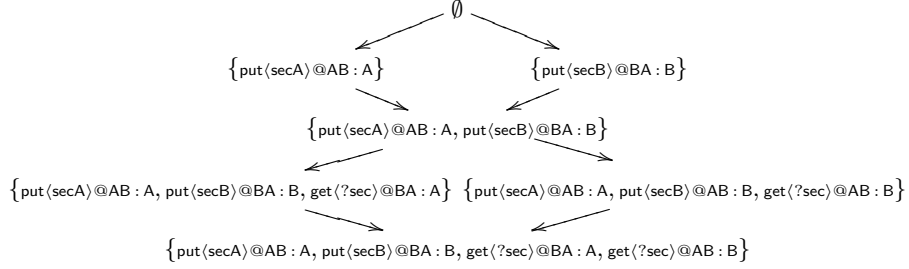 ∅
{put⟨secA⟩@AB : A} {put⟨secB⟩@BA : B}
{put⟨secA⟩@AB : A, put⟨secB⟩@BA : B}
{put⟨secA⟩@AB : A, put⟨secB⟩@BA : B, get⟨?sec⟩@BA : A} {put⟨secA⟩@AB : A, put⟨secB⟩@AB : B, get⟨?sec⟩@AB : B}
{put⟨secA⟩@AB : A, put⟨secB⟩@BA : B, get⟨?sec⟩@BA : A, get⟨?sec⟩@AB : B}